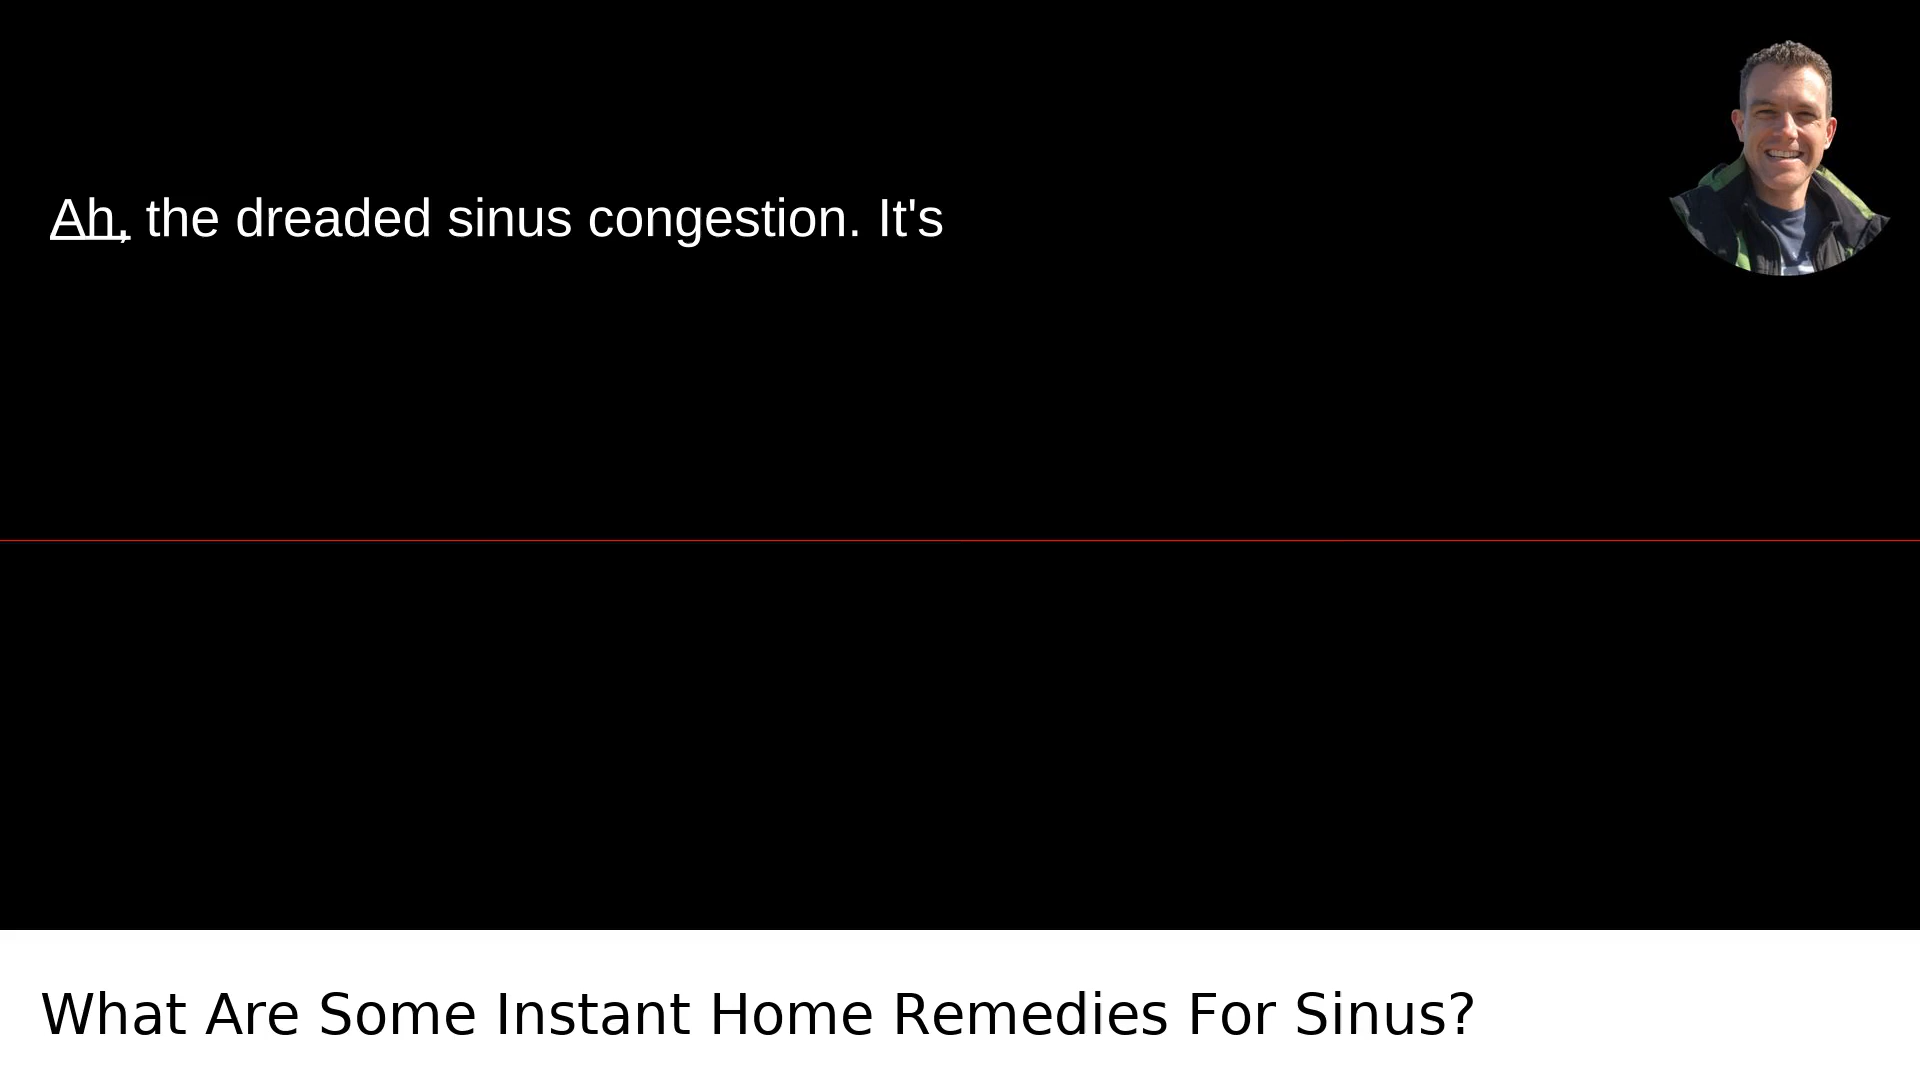 Ah, the dreaded sinus congestion. It's
What Are Some Instant Home Remedies For Sinus?